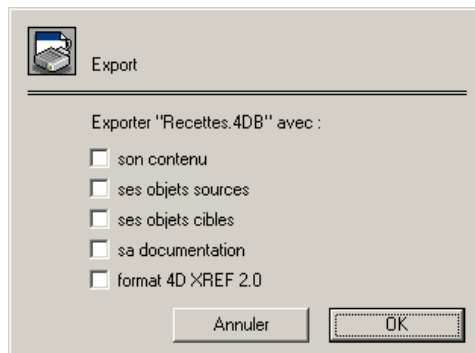 Export
Exporter "Recettes.4DB" avec :
son contenu
ses objets sources
ses objets cibles
sa documentation
format 4D XREF 2.0
Annuler OK